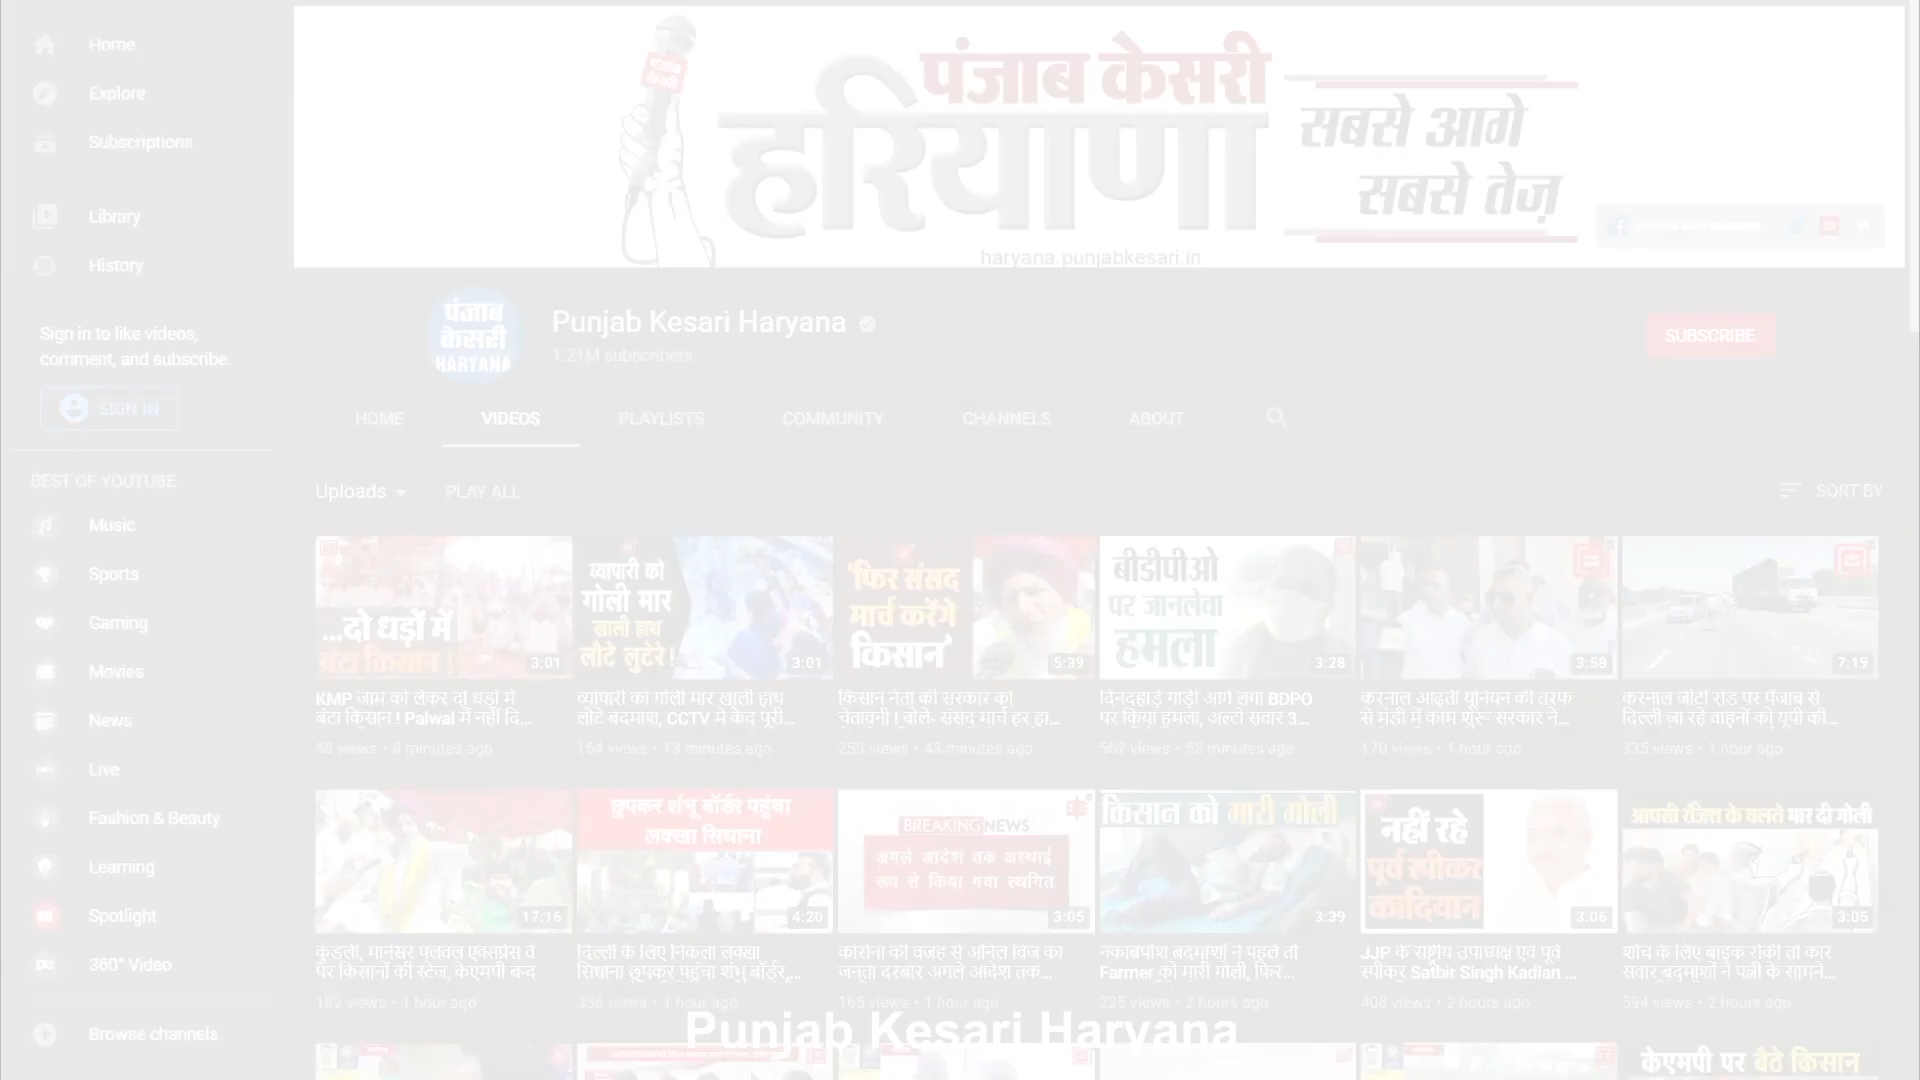 Home
Explore
Subscriptions
Library
History
Sign in to like videos,
comment, and subscribe.
SIGN IN
BEST OF YOUTUBE
Music
Sports
Gaming
Movies
News
Live
Fashion & Beauty
Learning
Spotlight
360° Video
Browse channels
पंजाब केसरी
हरियाणा
सबसे आगे
सबसे तेज़
haryana.punjabkesari.in
पंजाब
केसरी
HARYANA
Punjab Kesari Haryana
1.21M subscribers
SUBSCRIBE
HOME VIDEOS PLAYLISTS COMMUNITY CHANNELS ABOUT
Uploads PLAY ALL SORT BY
...दो धड़ों में
बंटा किसान !
3:01
व्यापारी को
गोली मार
खाली हाथ
लौटे लुटेरे !
3:01
'फिर संसद
मार्च करेंगे
किसान'
5:39
बीडीपीओ
पर जानलेवा
हमला
3:28
3:58
7:19
KMP जाम को लेकर दो धड़ों में
बंटा किसान ! Palwal में नहीं दि...
58 views • 8 minutes ago
व्यापारी को गोली मार खाली हाथ
लौटे बदमाश, CCTV में कैद पूरी...
154 views • 13 minutes ago
किसान नेता की सरकार को
चेतावनी ! बोले- संसद मार्च हर हा...
259 views • 43 minutes ago
दिनदहाड़े गाड़ी आगे लगा BDPO
पर किया हमला, अल्टो सवार 3...
567 views • 52 minutes ago
करनाल आढ़ती यूनियन की तरफ
से मंडी में काम शुरू सरकार ने...
170 views • 1 hour ago
करनाल जीटी रोड पर पंजाब से
दिल्ली जा रहे वाहनों को यूपी की...
335 views • 1 hour ago
17:16
छुपकर शंभू बॉर्डर पहुंचा
लक्खा सिधाना
4:20
BREAKING NEWS
अगले आदेश तक अस्थाई
रूप से किया गया स्थगित
3:05
किसान को मारी गोली
3:39
नहीं रहे
पूर्व स्पीकर
कादियान
3:06
आपसी रंजिश के चलते मार दी गोली
3:05
कुंडली, मानेसर पलवल एक्सप्रेस वे
पर किसानों की स्टेज, केएमपी बन्द
189 views • 1 hour ago
दिल्ली के लिए निकला लक्खा
सिधाना छुपकर पहुंचा शंभू बॉर्डर,...
336 views • 1 hour ago
कोरोना की वजह से अनिल विज का
जनता दरबार अगले आदेश तक...
165 views • 1 hour ago
नकाबपोश बदमाशों ने पहले तो
Farmer को मारी गोली, फिर...
225 views • 2 hours ago
JJP के राष्ट्रीय उपाध्यक्ष एवं पूर्व
स्पीकर Satbir Singh Kadian ...
408 views • 2 hours ago
शौच के लिए बाइक रोकी तो कार
सवार बदमाशों ने पत्नी के सामने...
594 views • 2 hours ago
Punjab Kesari Haryana
केएमपी पर बैठे किसान